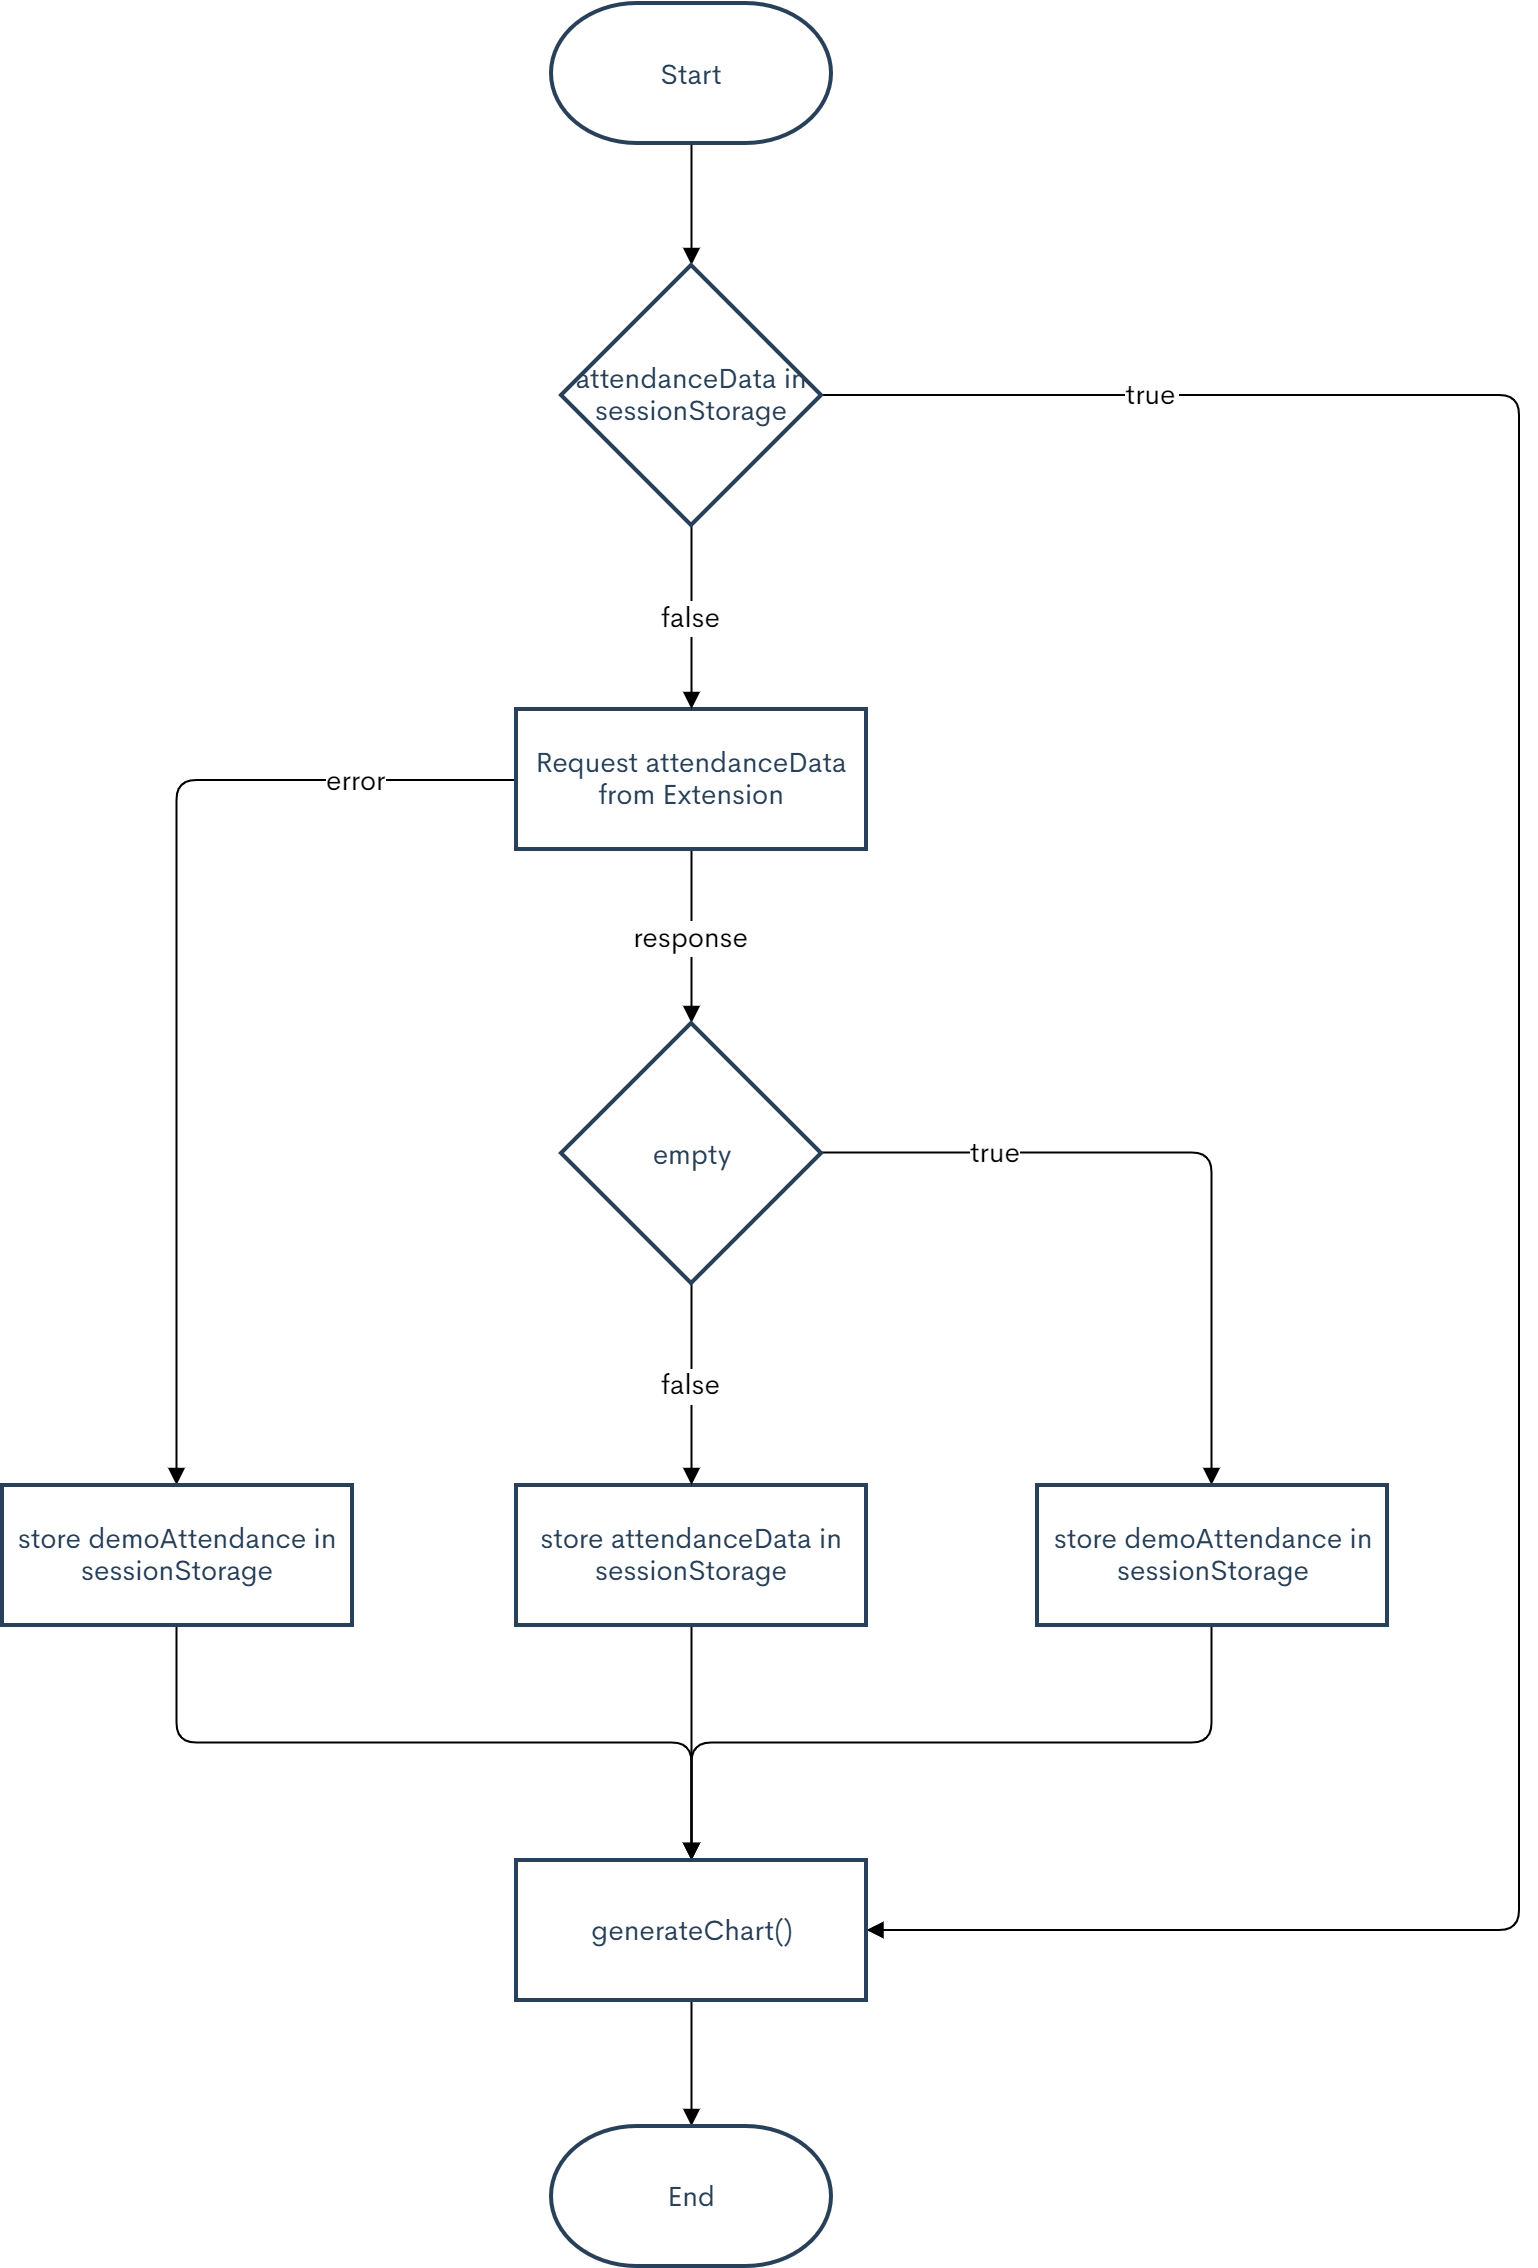 Start
attendanceData in
sessionStorage
true
false
Request attendanceData
from Extension
error
response
empty
true
false
store demoAttendance in
sessionStorage
store attendanceData in
sessionStorage
store demoAttendance in
sessionStorage
generateChart()
End